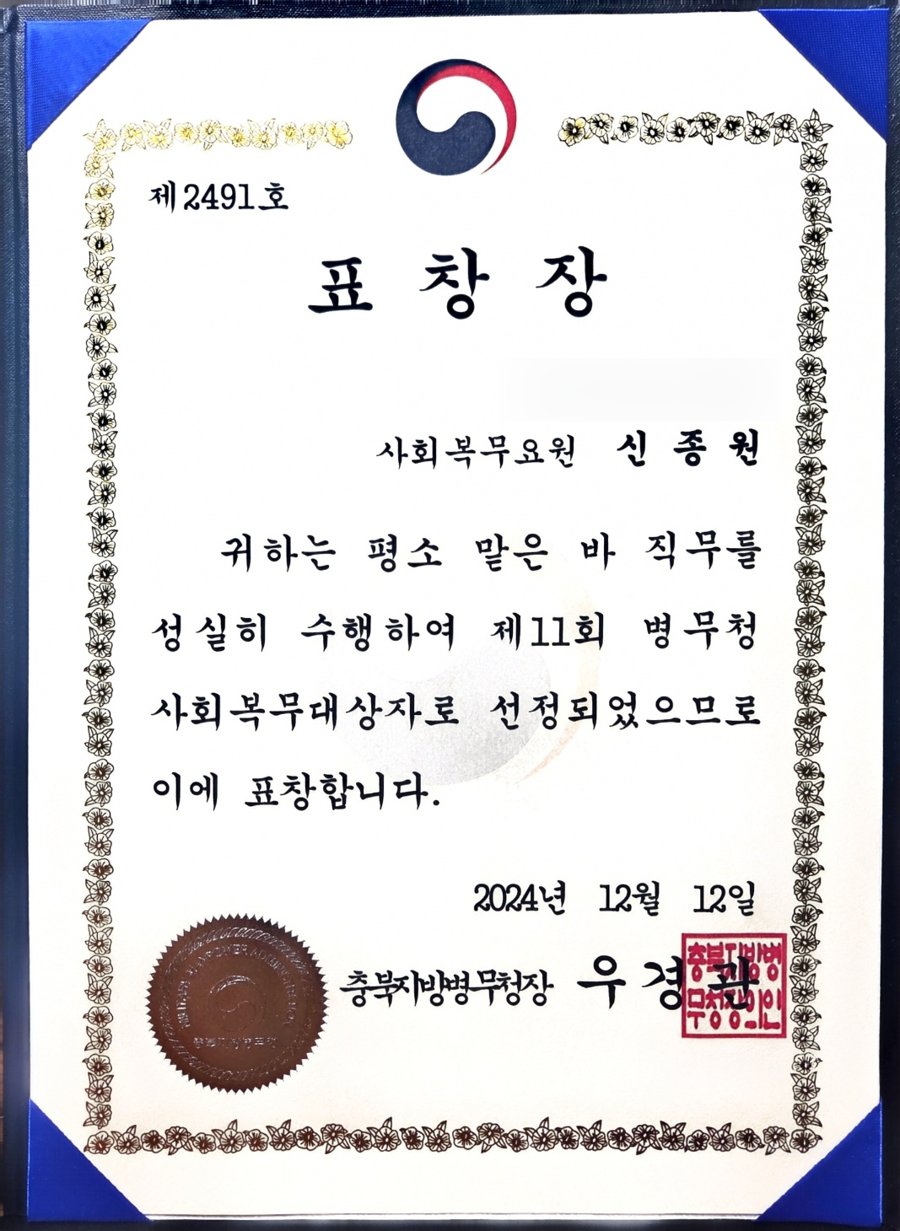 제2491호
표 창 장
사회복무요원 신 종 원
귀하는 평소 맡은 바 직무를
성실히 수행하여 제11회 병무청
사회복무대상자로 선정되었으므로
이에 표창합니다.
2024년 12월 12일
충북지방병무청장 우 경 관
충북지방병
무청장의인